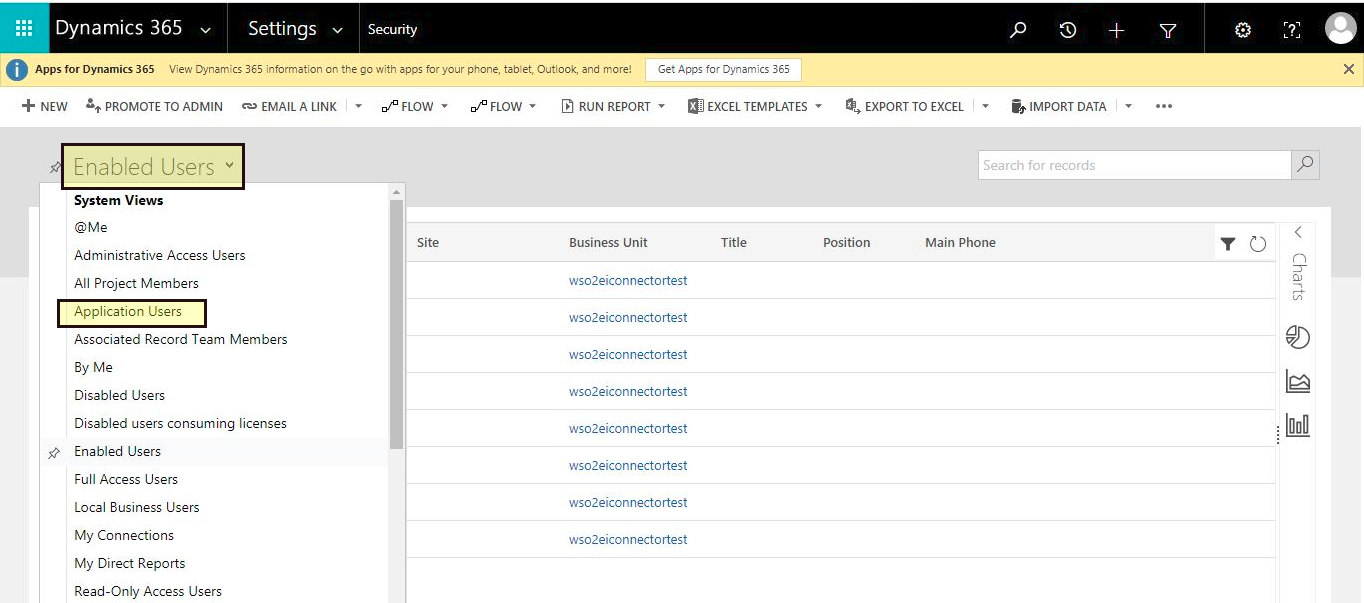 Dynamics 365 Settings Security
Apps for Dynamics 365 View Dynamics 365 information on the go with apps for your phone, tablet, Outlook, and more! Get Apps for Dynamics 365
NEW PROMOTE TO ADMIN EMAIL A LINK FLOW FLOW RUN REPORT EXCEL TEMPLATES EXPORT TO EXCEL IMPORT DATA
Enabled Users
Search for records
System Views
@Me
Administrative Access Users
All Project Members
Application Users
Associated Record Team Members
By Me
Disabled Users
Disabled users consuming licenses
Enabled Users
Full Access Users
Local Business Users
My Connections
My Direct Reports
Read-Only Access Users
Site Business Unit Title Position Main Phone
wso2eiconnectortest
wso2eiconnectortest
wso2eiconnectortest
wso2eiconnectortest
wso2eiconnectortest
wso2eiconnectortest
wso2eiconnectortest
wso2eiconnectortest
Charts